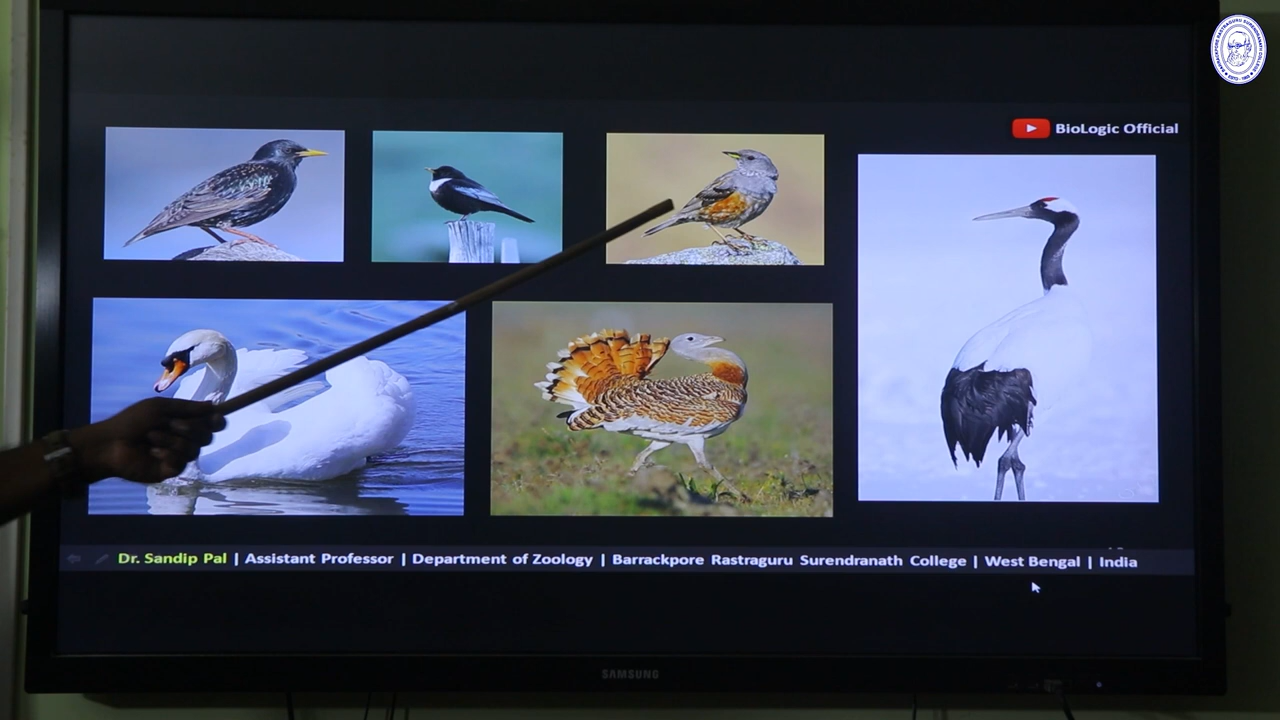 BioLogic Official
Dr. Sandip Pal | Assistant Professor | Department of Zoology | Barrackpore Rastraguru Surendranath College | West Bengal | India
SAMSUNG